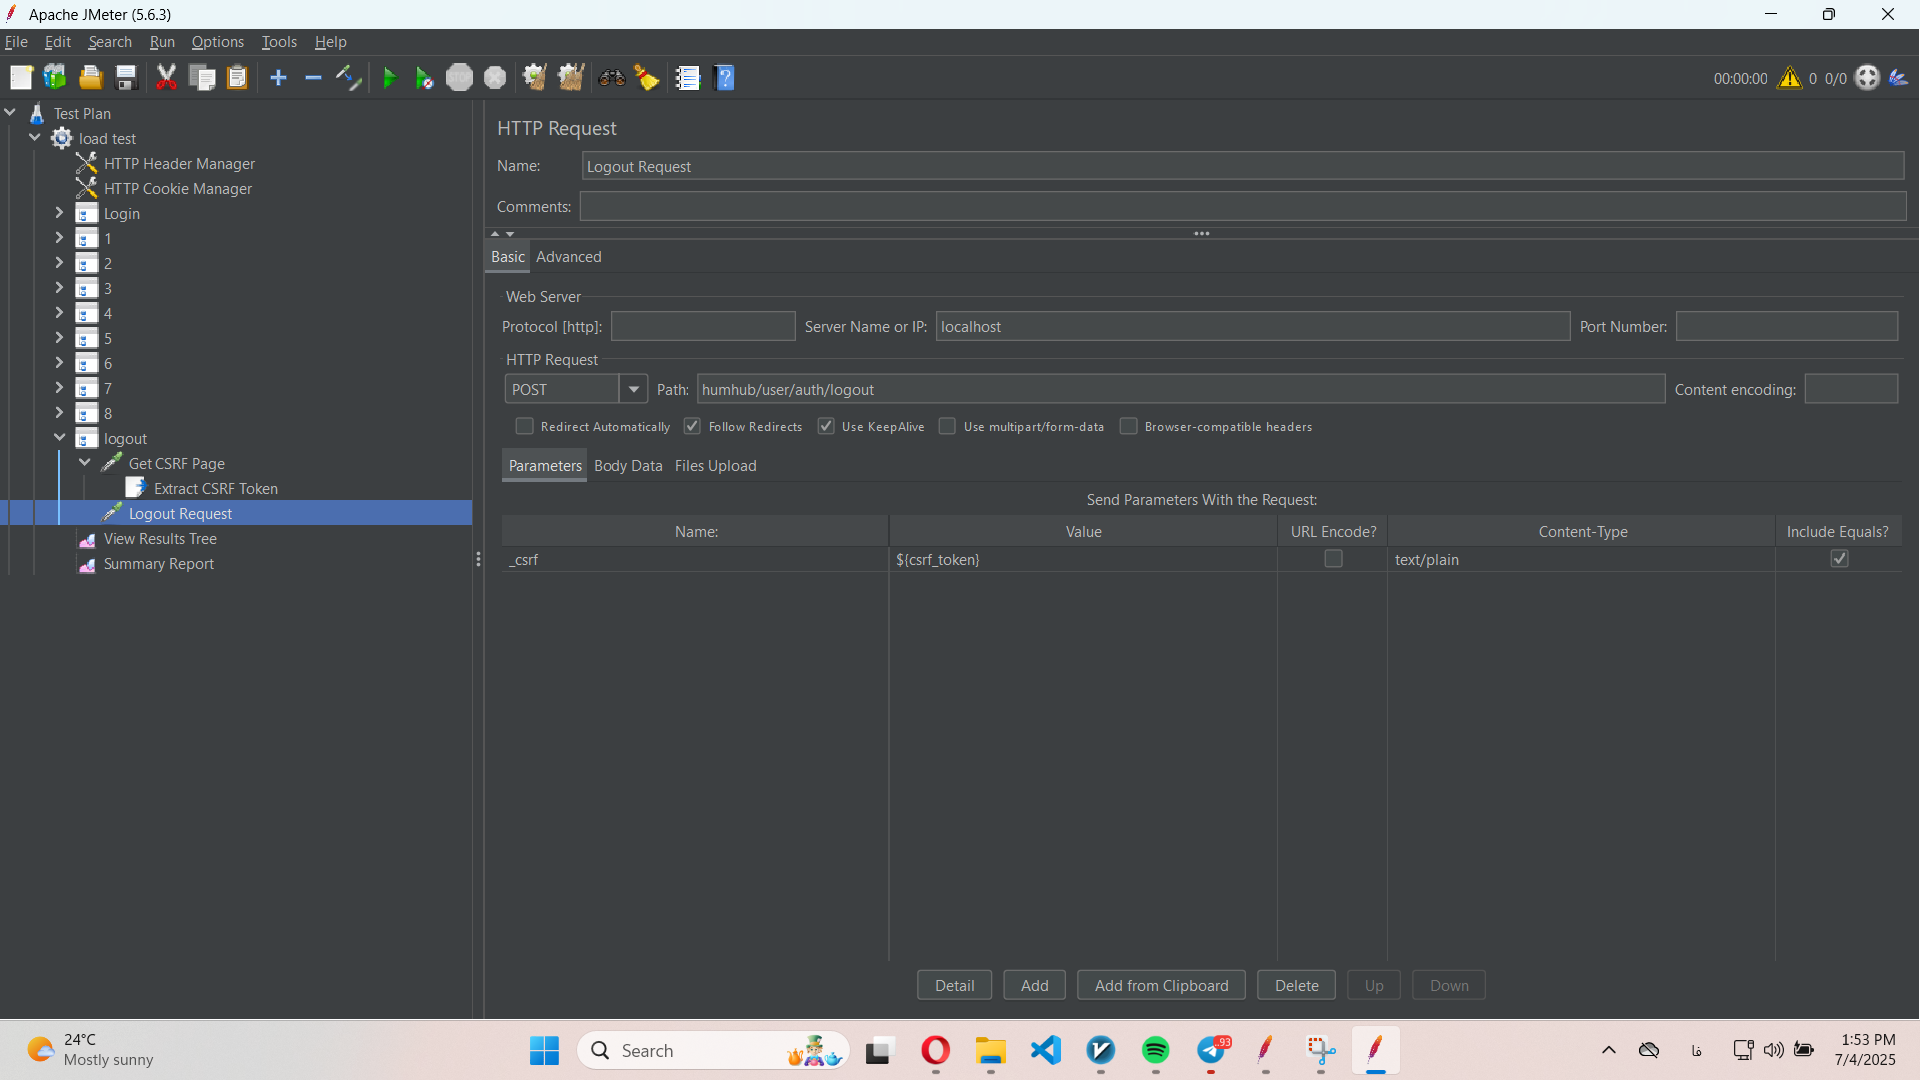 Apache JMeter (5.6.3)
File Edit Search Run Options Tools Help
STOP
00:00:00 0 0/0
Test Plan
load test
HTTP Header Manager
HTTP Cookie Manager
Login
1
2
3
4
5
6
7
8
logout
Get CSRF Page
Extract CSRF Token
Logout Request
View Results Tree
Summary Report
HTTP Request
Name: Logout Request
Comments:
Basic Advanced
Web Server
Protocol [http]: Server Name or IP: localhost Port Number:
HTTP Request
POST Path: humhub/user/auth/logout Content encoding:
Redirect Automatically Follow Redirects Use KeepAlive Use multipart/form-data Browser-compatible headers
Parameters Body Data Files Upload
Send Parameters With the Request:
Name: Value URL Encode? Content-Type Include Equals?
_csrf ${csrf_token} text/plain
Detail Add Add from Clipboard Delete Up Down
24°C
Mostly sunny
Search
93
فا
1:53 PM
7/4/2025